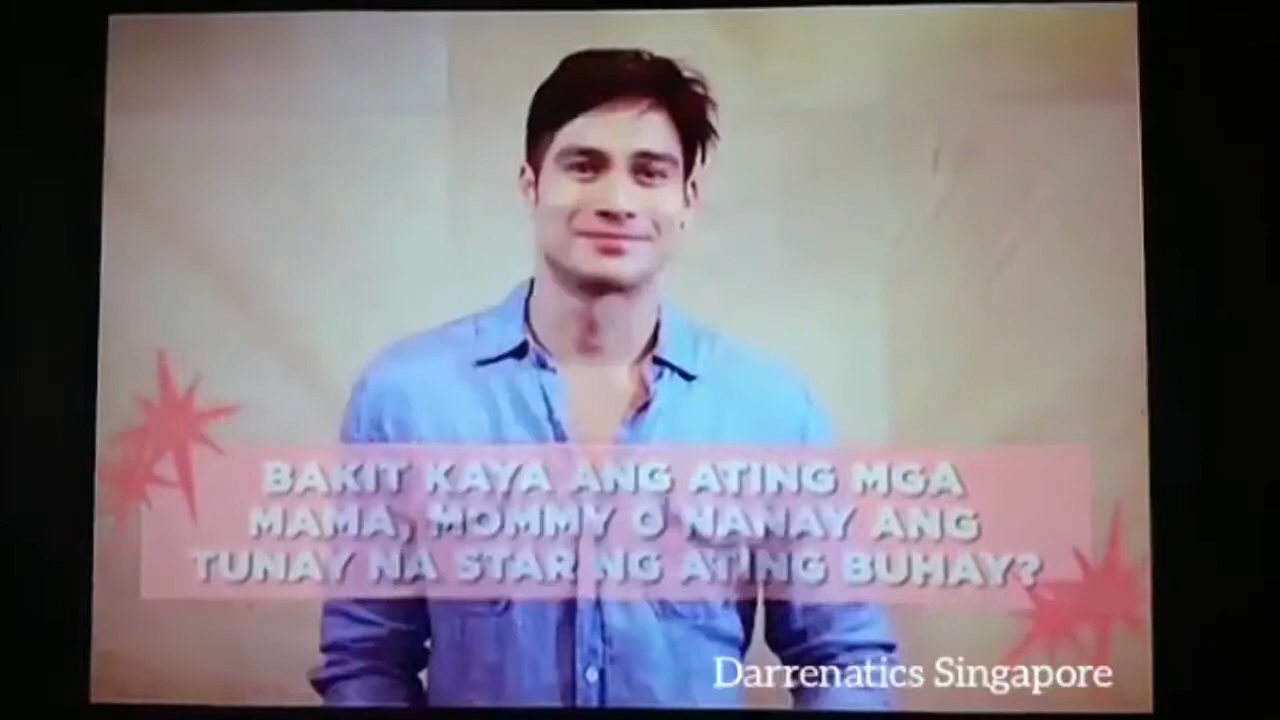 BAKIT KAYA ANG ATING MGA
MAMA, MOMMY O NANAY ANG
TUNAY NA STAR NG ATING BUHAY?
Darrenatics Singapore